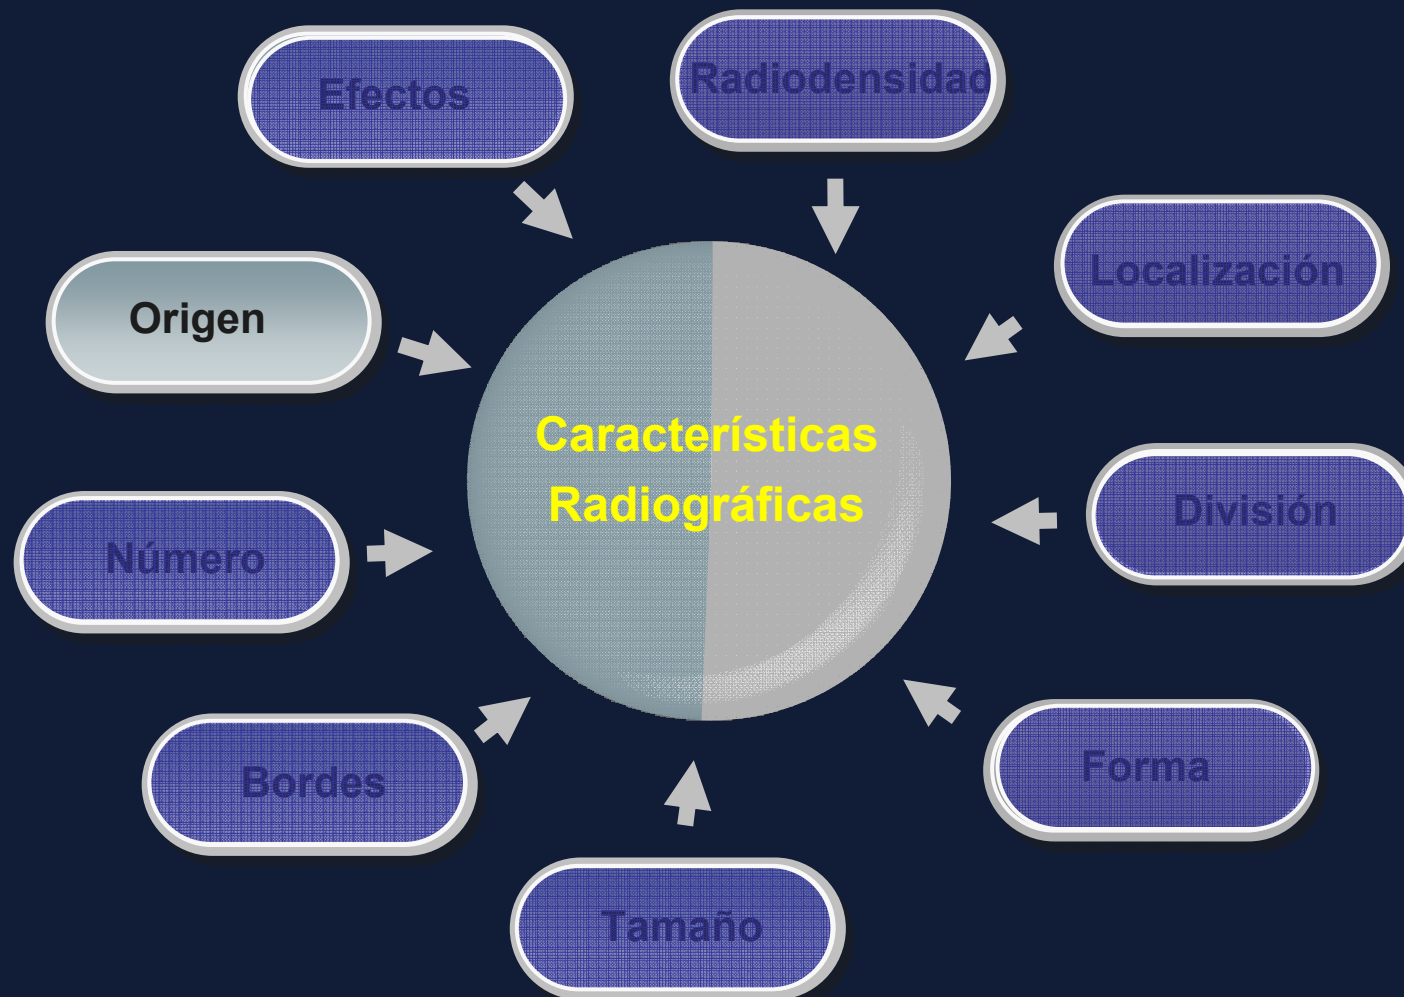 Efectos
Radiodensidad
Localización
Origen
Características
Radiográficas
División
Número
Forma
Bordes
Tamaño